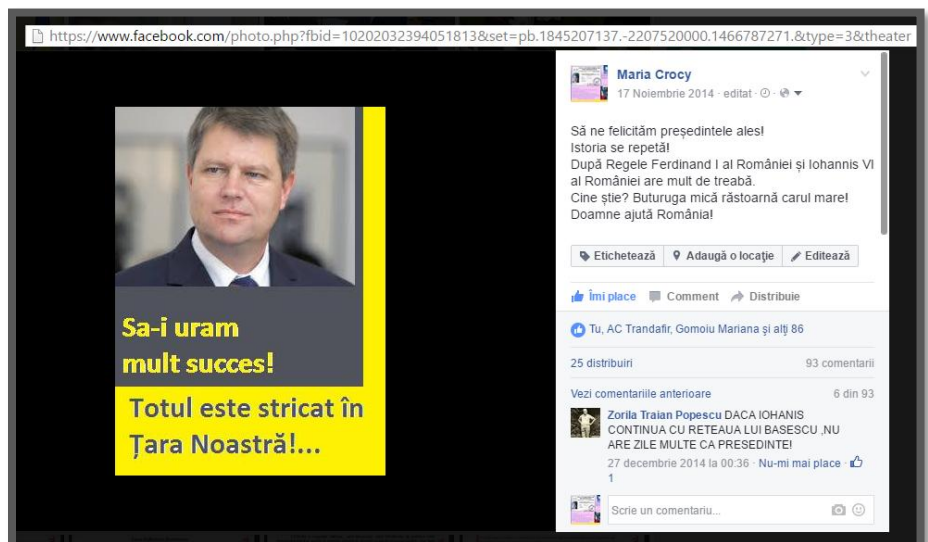 https://www.facebook.com/photo.php?fbid=10202032394051813&set=pb.1845207137.-2207520000.1466787271.&type=3&theater
Sa-i uram
mult succes!
Totul este stricat în
Țara Noastră!...
Maria Crocy
17 Noiembrie 2014 · editat ·
Să ne felicităm președintele ales!
Istoria se repetă!
După Regele Ferdinand I al României și Iohannis VI
al României are mult de treabă.
Cine știe? Buturuga mică răstoarnă carul mare!
Doamne ajută România!
Etichetează Adaugă o locație Editează
Îmi place Comment Distribuie
Tu, AC Trandafir, Gomoiu Mariana și alți 86
25 distribuiri 93 comentarii
Vezi comentariile anterioare 6 din 93
Zorila Traian Popescu DACA IOHANIS
CONTINUA CU RETEAUA LUI BASESCU ,NU
ARE ZILE MULTE CA PRESEDINTE!
27 decembrie 2014 la 00:36 · Nu-mi mai place ·
1
Scrie un comentariu...